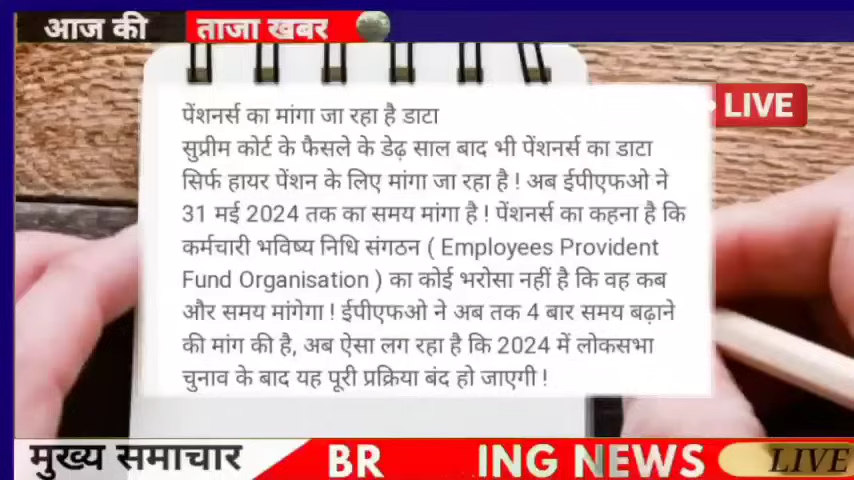 आज की ताजा खबर
LIVE
पेंशनर्स का मांगा जा रहा है डाटा
सुप्रीम कोर्ट के फैसले के डेढ़ साल बाद भी पेंशनर्स का डाटा
सिर्फ हायर पेंशन के लिए मांगा जा रहा है ! अब ईपीएफओ ने
31 मई 2024 तक का समय मांगा है ! पेंशनर्स का कहना है कि
कर्मचारी भविष्य निधि संगठन ( Employees Provident
Fund Organisation ) का कोई भरोसा नहीं है कि वह कब
और समय मांगेगा ! ईपीएफओ ने अब तक 4 बार समय बढ़ाने
की मांग की है, अब ऐसा लग रहा है कि 2024 में लोकसभा
चुनाव के बाद यह पूरी प्रक्रिया बंद हो जाएगी !
मुख्य समाचार BR ING NEWS LIVE